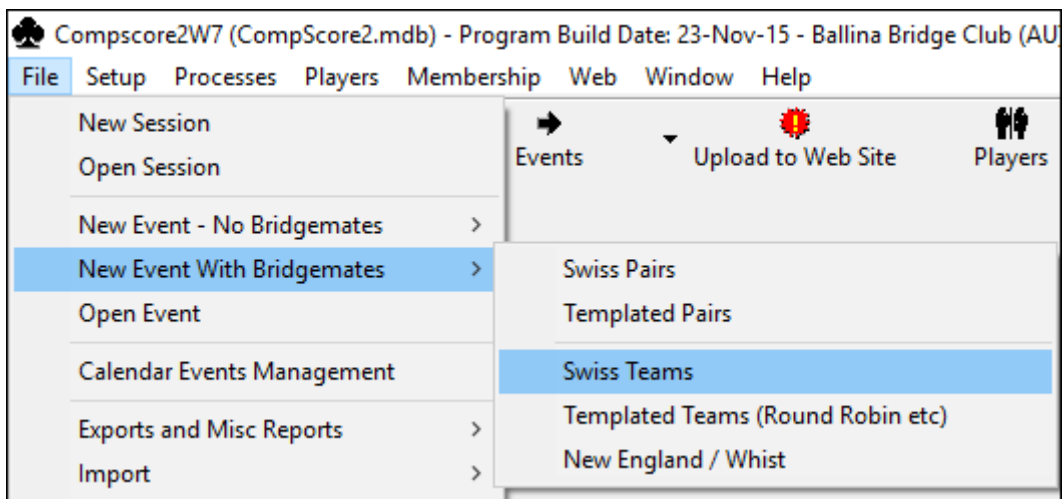 Compscore2W7 (CompScore2.mdb) - Program Build Date: 23-Nov-15 - Ballina Bridge Club (AU
File Setup Processes Players Membership Web Window Help
New Session
Open Session
New Event - No Bridgemates
New Event With Bridgemates
Open Event
Calendar Events Management
Exports and Misc Reports
Import
Events
Upload to Web Site
Players
Swiss Pairs
Templated Pairs
Swiss Teams
Templated Teams (Round Robin etc)
New England / Whist